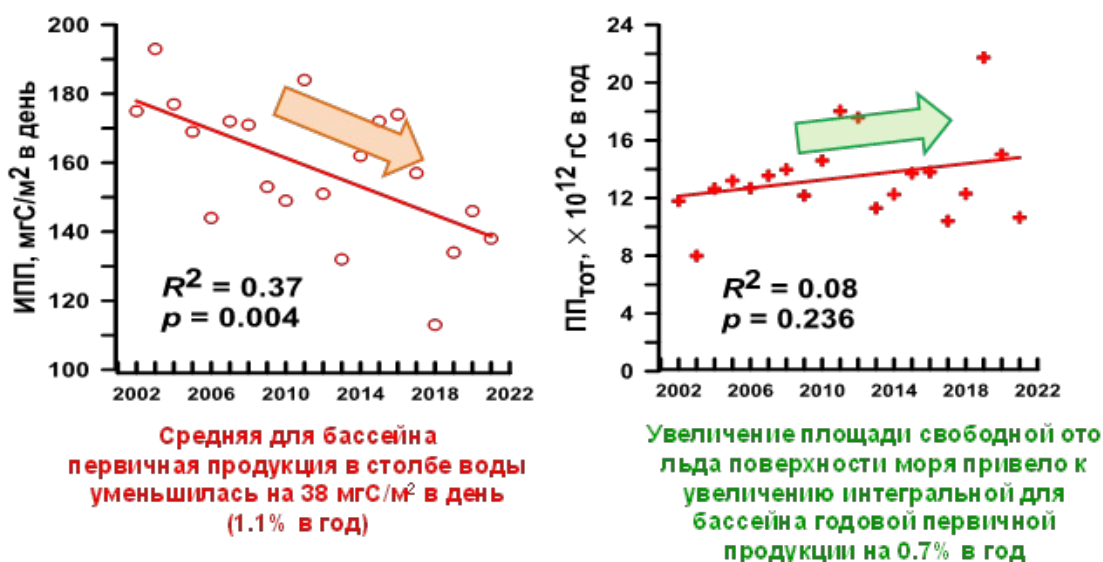 ИПП, мгС/м² в день
200
180
160
140
120
100
R² = 0.37
p = 0.004
2002 2006 2010 2014 2018 2022
Средняя для бассейна
первичная продукция в столбе воды
уменьшилась на 38 мгС/м² в день
(1.1% в год)
ППтот, × 10¹² гС в год
24
20
16
12
8
4
0
R² = 0.08
p = 0.236
2002 2006 2010 2014 2018 2022
Увеличение площади свободной ото
льда поверхности моря привело к
увеличению интегральной для
бассейна годовой первичной
продукции на 0.7% в год